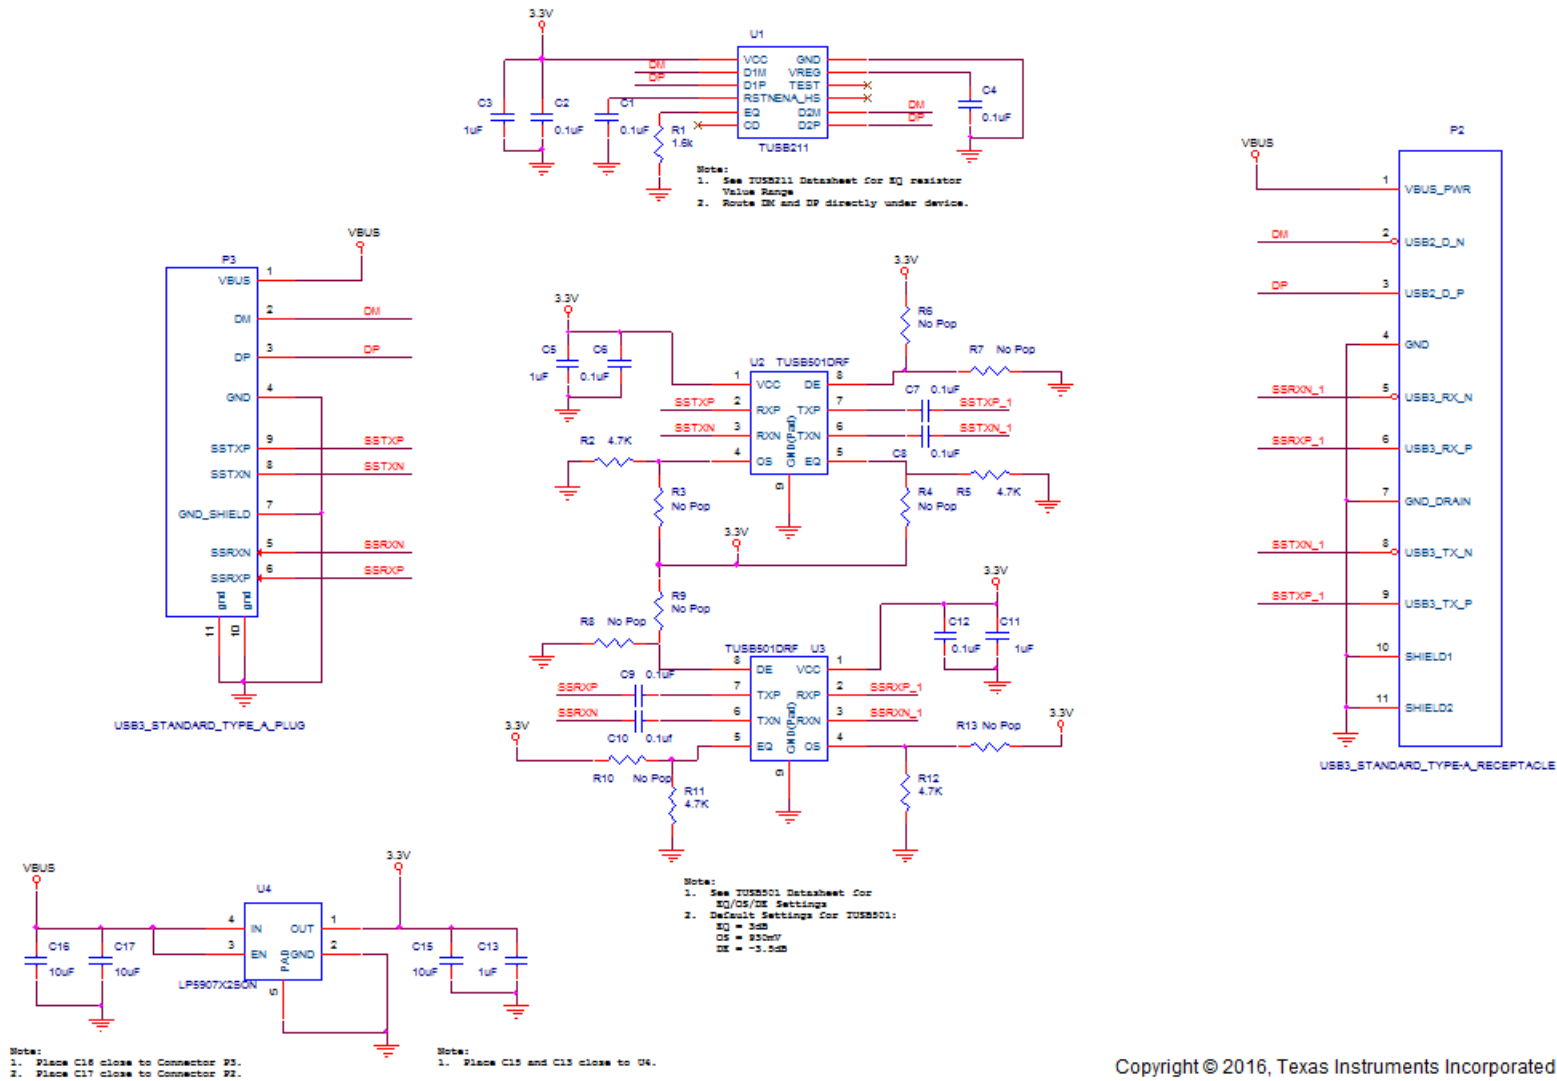 3.3V
U1
VCC
D1M
D1P
RSTN
EQ
CD
GND
VREG
TEST
ENA_HS
D2M
D2P
TUSB211
DM
DP
DM
DP
C3
1uF
C2
0.1uF
C1
0.1uF
R1
1.6k
C4
0.1uF
Note:
1. See TUSB211 Datasheet for EQ resistor
Value Range
2. Route DM and DP directly under device.
VBUS
P3
VBUS 1
DM 2 DM
DP 3 DP
GND 4
SSTXP 9 SSTXP
SSTXN 8 SSTXN
GND_SHIELD 7
SSRXN 5 SSRXN
SSRXP 6 SSRXP
gnd gnd
11 10
USB3_STANDARD_TYPE_A_PLUG
3.3V
C5
1uF
C6
0.1uF
3.3V
R6
No Pop
R7 No Pop
U2 TUSB501DRF
1 VCC DE 8
SSTXP 2 RXP TXP 7
SSTXN 3 RXN TXN 6
4 OS EQ 5
GND(Pad)
9
C7 0.1uF
SSTXP_1
SSTXN_1
C8 0.1uF
R2 4.7K
R3
No Pop
R4
No Pop
R5 4.7K
3.3V
R9
No Pop
R8 No Pop
3.3V
C12
0.1uF
C11
1uF
TUSB501DRF U3
8 DE VCC 1
7 TXP RXP 2
6 TXN RXN 3
5 EQ OS 4
GND(Pad)
9
C9 0.1uF
SSRXP
SSRXN
C10 0.1uf
SSRXP_1
SSRXN_1
3.3V
R10 No Pop
R11
4.7K
R13 No Pop
3.3V
R12
4.7K
Note:
1. See TUSB501 Datasheet for
EQ/OS/DE Settings
2. Default Settings for TUSB501:
EQ = 3dB
OS = 930mV
DE = -3.5dB
VBUS
P2
1 VBUS_PWR
DM 2 USB2_D_N
DP 3 USB2_D_P
4 GND
SSRXN_1 5 USB3_RX_N
SSRXP_1 6 USB3_RX_P
7 GND_DRAIN
SSTXN_1 8 USB3_TX_N
SSTXP_1 9 USB3_TX_P
10 SHIELD1
11 SHIELD2
USB3_STANDARD_TYPE-A_RECEPTACLE
VBUS
C16
10uF
C17
10uF
U4
4 IN OUT 1
3 EN GND 2
PAD
5
LP5907X2SON
3.3V
C15
10uF
C13
1uF
Note:
1. Place C16 close to Connector P3.
2. Place C17 close to Connector P2.
Note:
1. Place C15 and C13 close to U4.
Copyright © 2016, Texas Instruments Incorporated